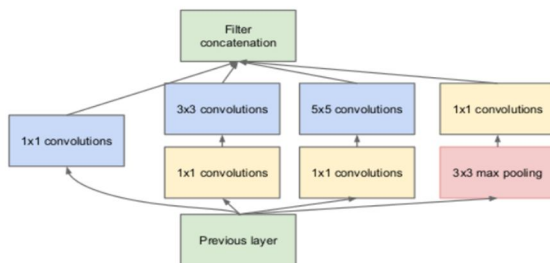 Filter
concatenation
3x3 convolutions
5x5 convolutions
1x1 convolutions
1x1 convolutions
1x1 convolutions
1x1 convolutions
3x3 max pooling
Previous layer